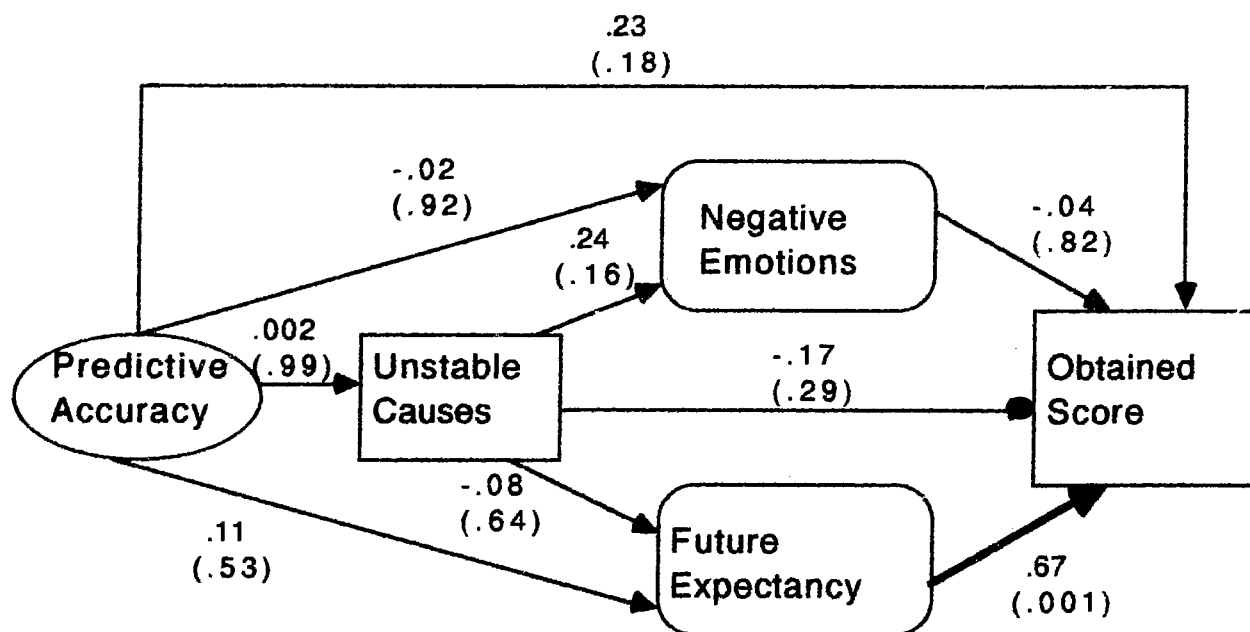 .23
(.18)
-.02
(.92)
Negative
Emotions
-.04
(.82)
.24
(.16)
Predictive
Accuracy
.002
(.99)
Unstable
Causes
-.17
(.29)
Obtained
Score
-.08
(.64)
.11
(.53)
Future
Expectancy
.67
(.001)